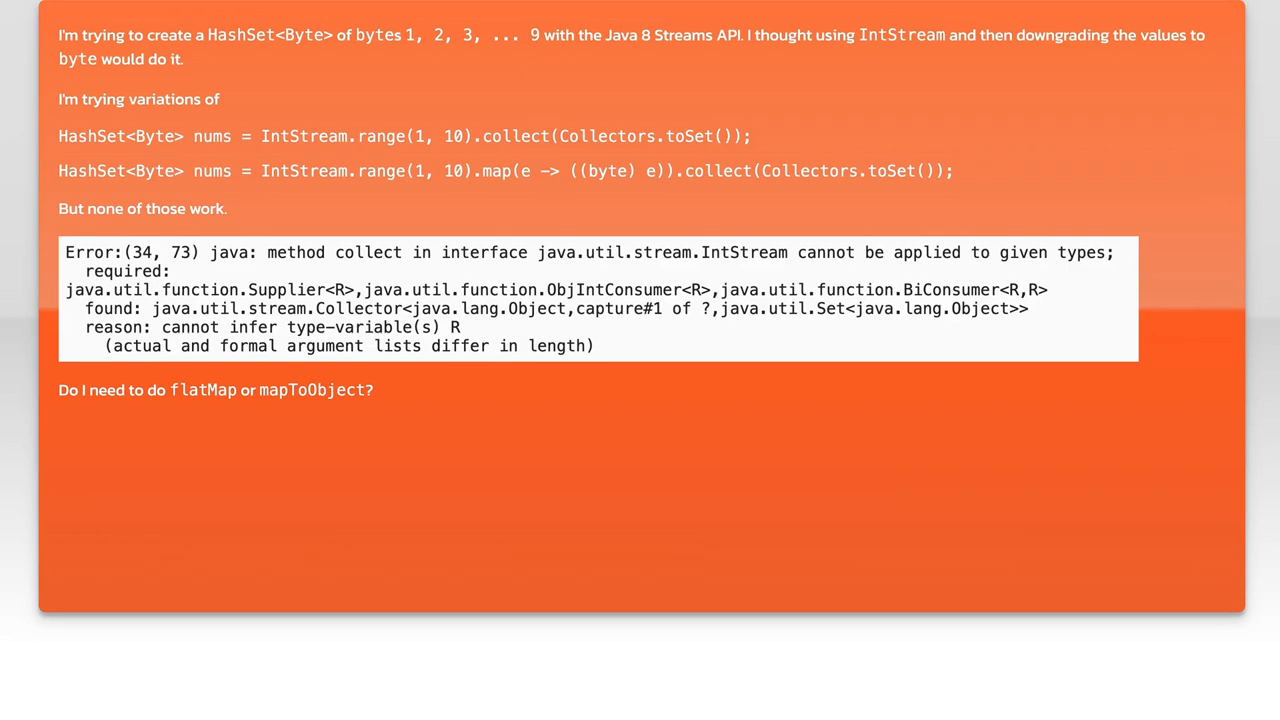 I'm trying to create a HashSet<Byte> of bytes 1, 2, 3, ... 9 with the Java 8 Streams API. I thought using IntStream and then downgrading the values to
byte would do it.
I'm trying variations of
HashSet<Byte> nums = IntStream.range(1, 10).collect(Collectors.toSet());
HashSet<Byte> nums = IntStream.range(1, 10).map(e -> ((byte) e)).collect(Collectors.toSet());
But none of those work.
Error:(34, 73) java: method collect in interface java.util.stream.IntStream cannot be applied to given types;
required:
java.util.function.Supplier<R>,java.util.function.ObjIntConsumer<R>,java.util.function.BiConsumer<R,R>
found: java.util.stream.Collector<java.lang.Object,capture#1 of ?,java.util.Set<java.lang.Object>>
reason: cannot infer type-variable(s) R
(actual and formal argument lists differ in length)
Do I need to do flatMap or mapToObject?